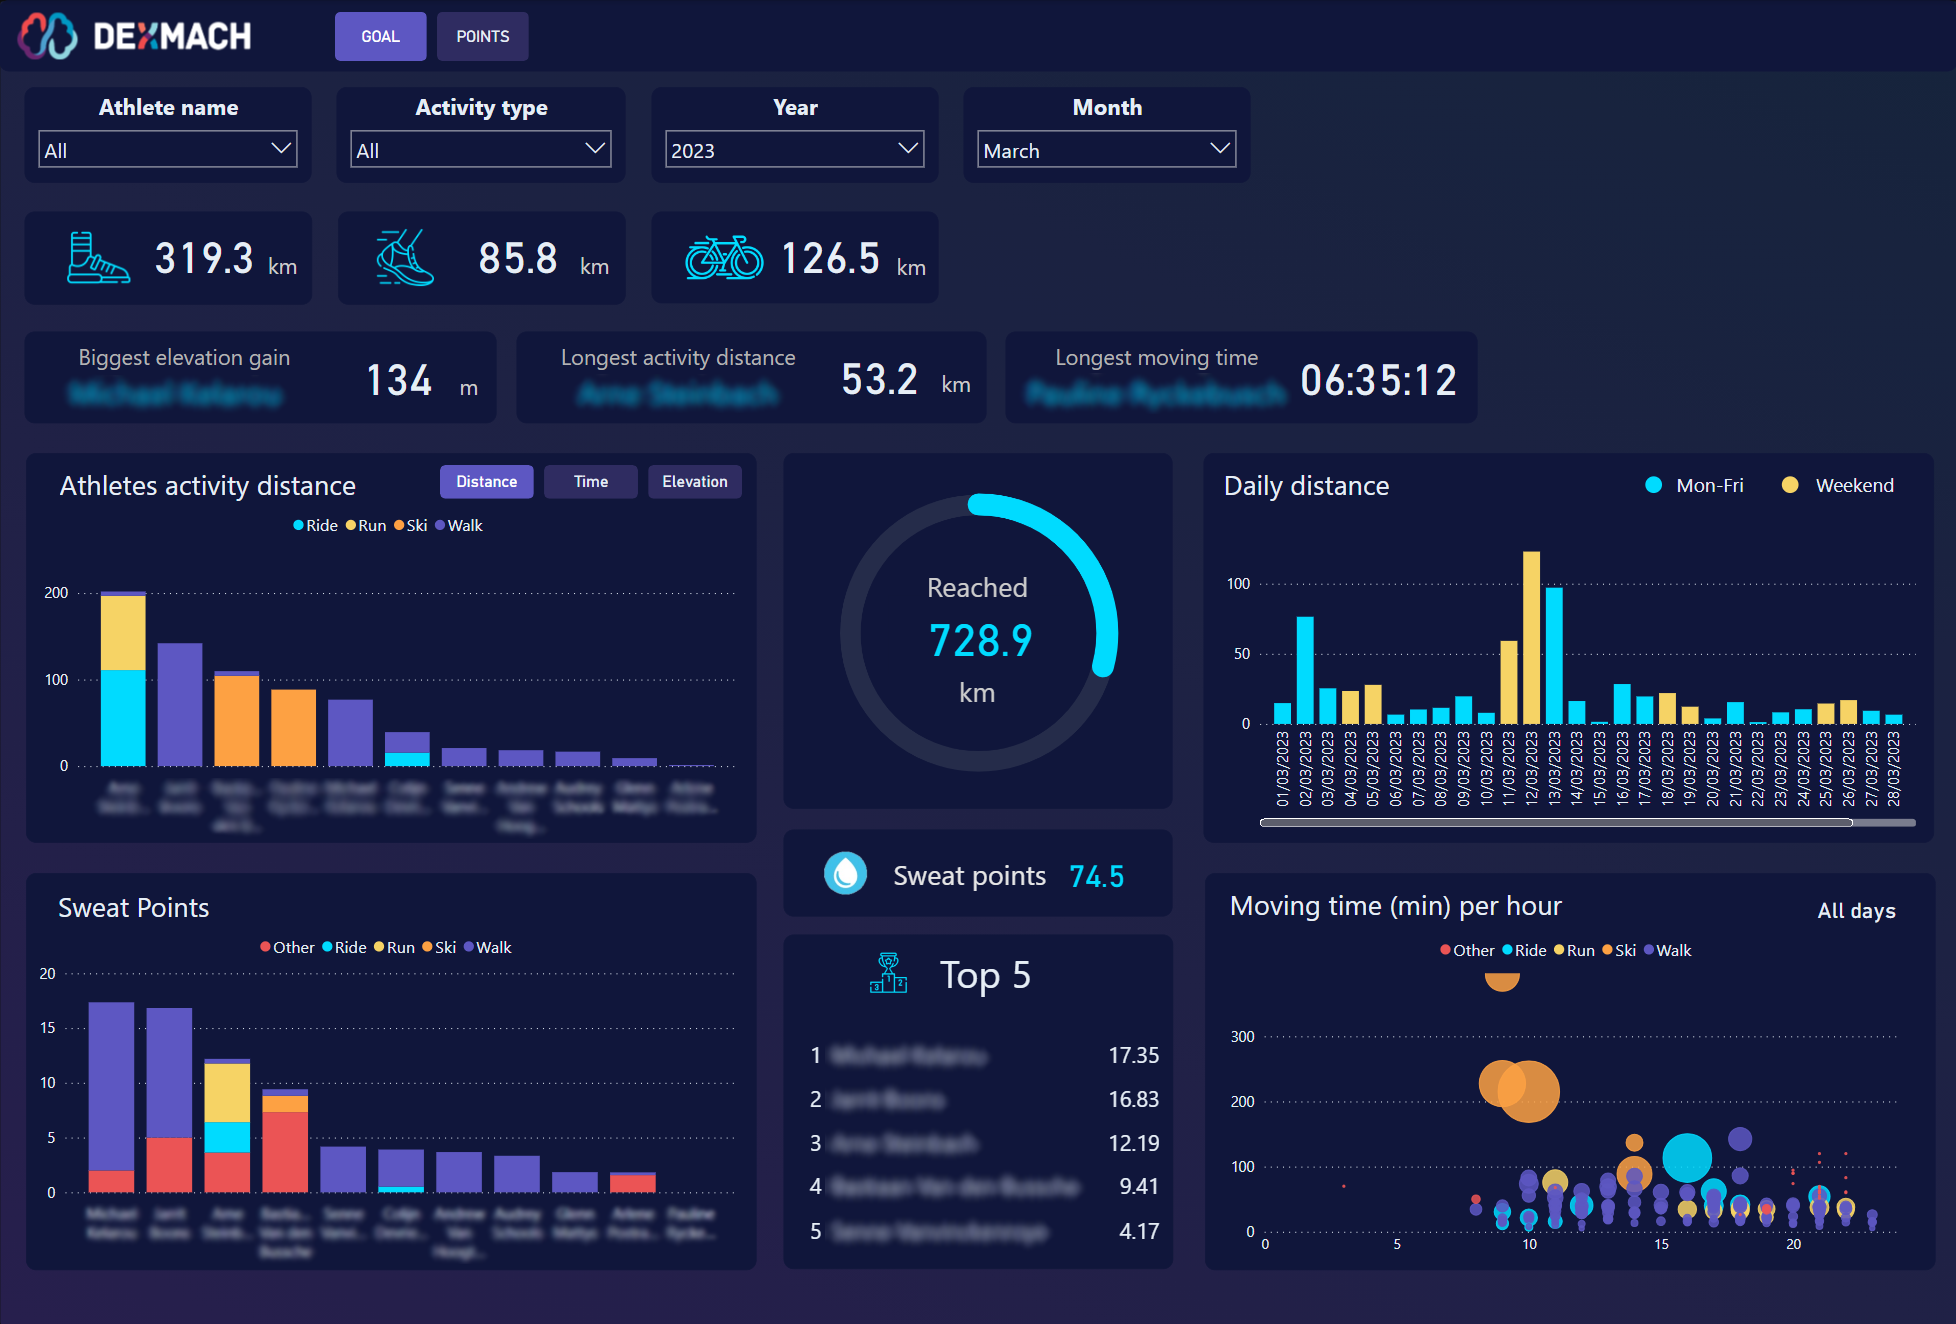 DEXMACH
GOAL
POINTS
Athlete name
All
Activity type
All
Year
2023
Month
March
319.3 km
85.8 km
126.5 km
Biggest elevation gain
134 m
Longest activity distance
53.2 km
Longest moving time
06:35:12
Athletes activity distance
Distance
Time
Elevation
Ride Run Ski Walk
200
100
0
Reached
728.9
km
Daily distance
Mon-Fri
Weekend
100
50
0
01/03/2023
02/03/2023
03/03/2023
04/03/2023
05/03/2023
06/03/2023
07/03/2023
08/03/2023
09/03/2023
10/03/2023
11/03/2023
12/03/2023
13/03/2023
14/03/2023
15/03/2023
16/03/2023
17/03/2023
18/03/2023
19/03/2023
20/03/2023
21/03/2023
22/03/2023
23/03/2023
24/03/2023
25/03/2023
26/03/2023
27/03/2023
28/03/2023
Sweat points 74.5
Sweat Points
Other Ride Run Ski Walk
20
15
10
5
0
3 1 2
Top 5
1 17.35
2 16.83
3 12.19
4 9.41
5 4.17
Moving time (min) per hour
All days
Other Ride Run Ski Walk
300
200
100
0
0 5 10 15 20